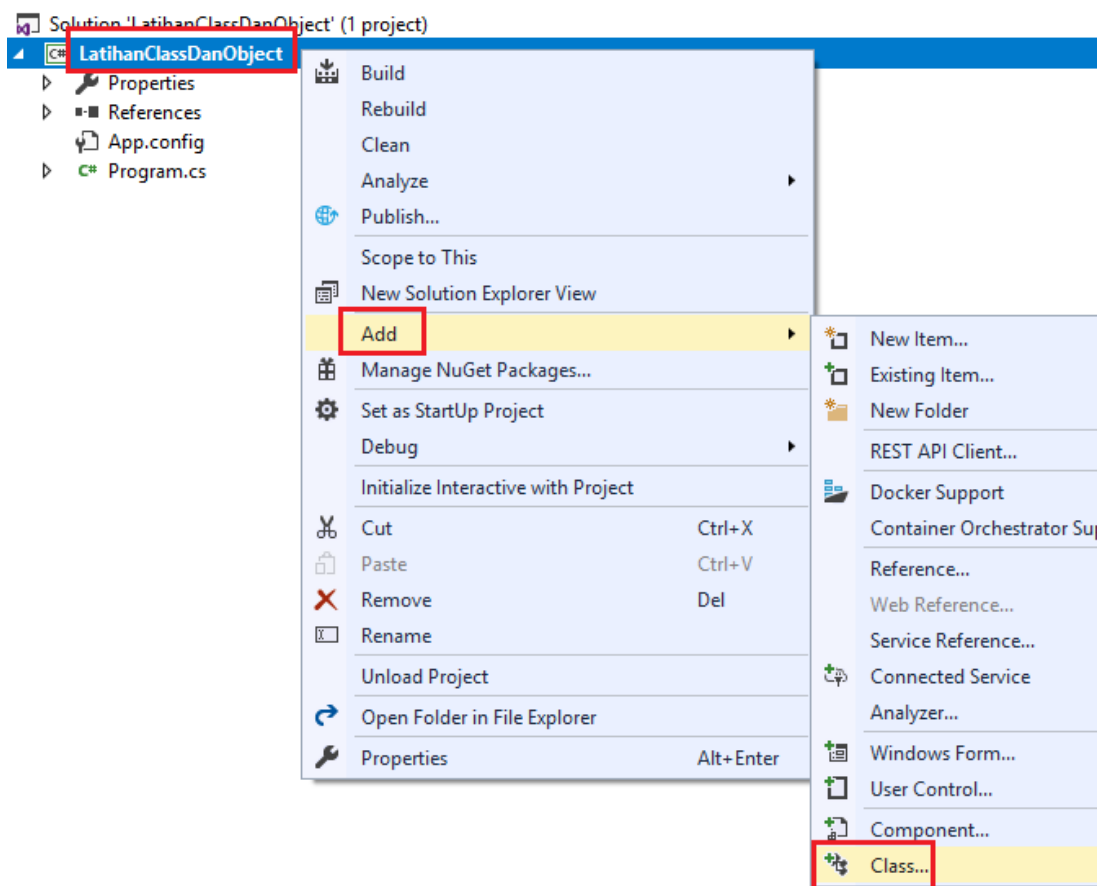 Solution 'LatihanClassDanObject' (1 project)
C# LatihanClassDanObject
Properties
References
App.config
C# Program.cs
Build
Rebuild
Clean
Analyze
Publish...
Scope to This
New Solution Explorer View
Add
Manage NuGet Packages...
Set as StartUp Project
Debug
Initialize Interactive with Project
Cut Ctrl+X
Paste Ctrl+V
Remove Del
Rename
Unload Project
Open Folder in File Explorer
Properties Alt+Enter
New Item...
Existing Item...
New Folder
REST API Client...
Docker Support
Container Orchestrator
Reference...
Web Reference...
Service Reference...
Connected Service
Analyzer...
Windows Form...
User Control...
Component...
Class...